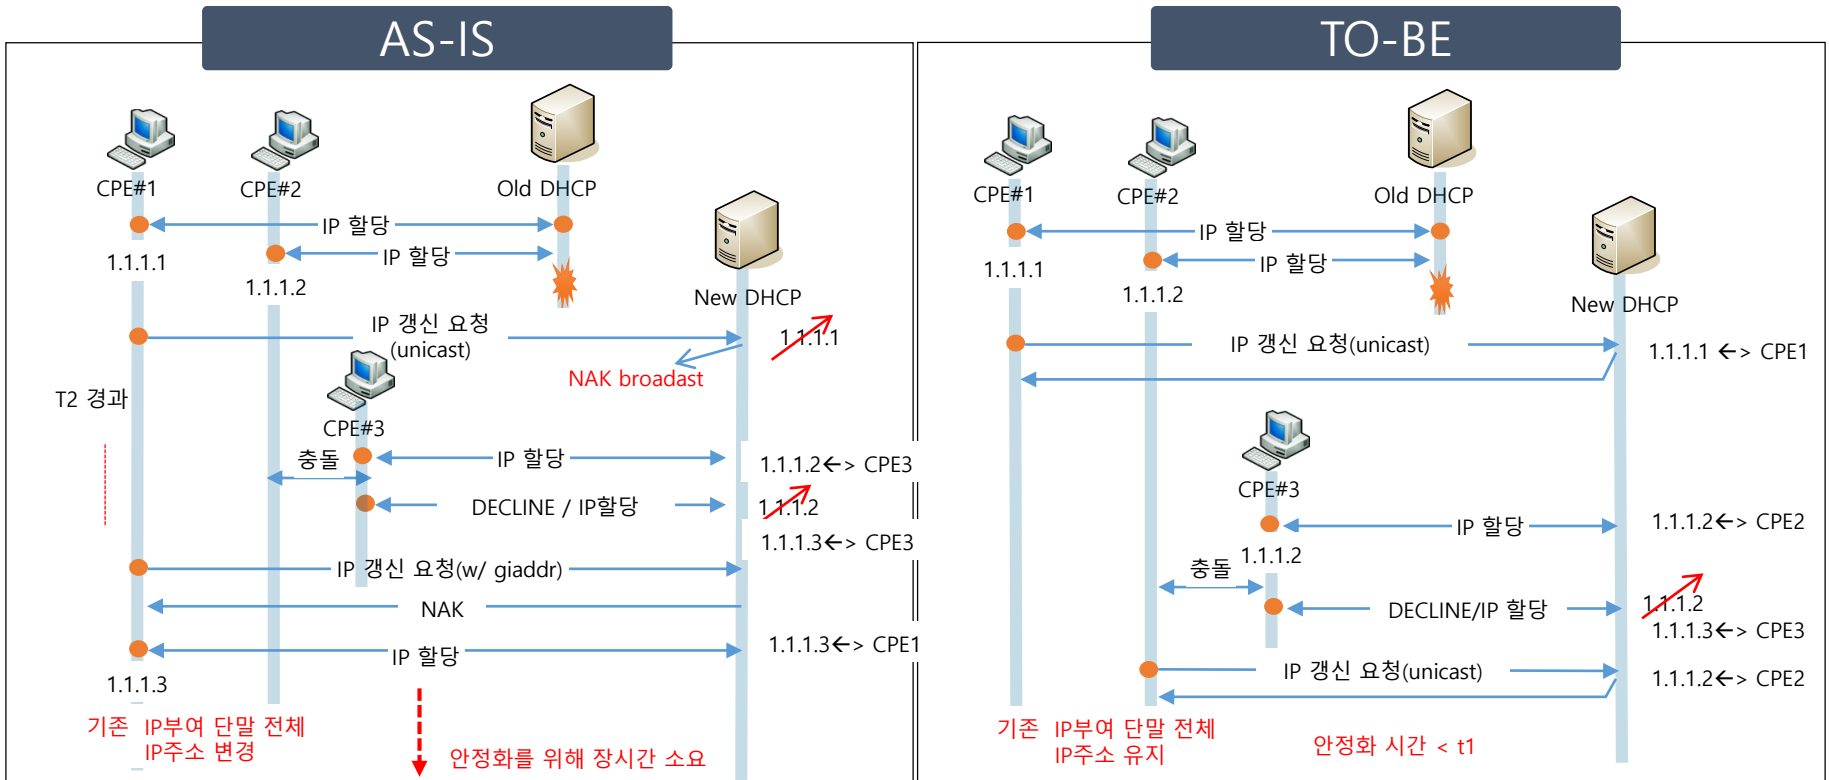 AS-IS
CPE#1
CPE#2
Old DHCP
IP 할당
IP 할당
1.1.1.1
1.1.1.2
New DHCP
IP 갱신 요청
(unicast)
1.1.1.1
NAK broadast
T2 경과
CPE#3
충돌
IP 할당
1.1.1.2<-> CPE3
DECLINE / IP할당
1.1.1.2
1.1.1.3<-> CPE3
IP 갱신 요청(w/ giaddr)
NAK
IP 할당
1.1.1.3<-> CPE1
1.1.1.3
기존 IP부여 단말 전체
IP주소 변경
안정화를 위해 장시간 소요
TO-BE
CPE#1
CPE#2
Old DHCP
IP 할당
IP 할당
1.1.1.1
1.1.1.2
New DHCP
IP 갱신 요청(unicast)
1.1.1.1 <-> CPE1
CPE#3
IP 할당
1.1.1.2<-> CPE2
1.1.1.2
충돌
DECLINE/IP 할당
1.1.1.2
1.1.1.3<-> CPE3
IP 갱신 요청(unicast)
1.1.1.2<-> CPE2
기존 IP부여 단말 전체
IP주소 유지
안정화 시간 < t1